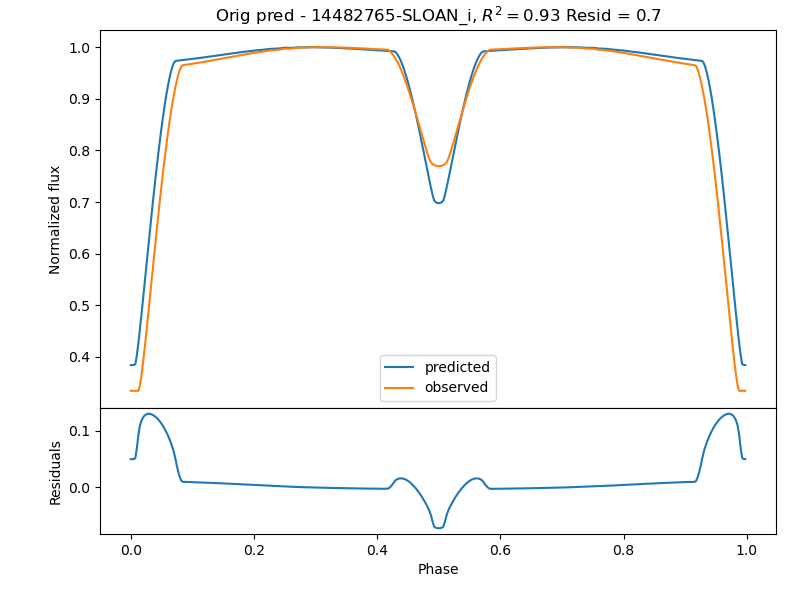 Orig pred - 14482765-SLOAN_i, R² = 0.93 Resid = 0.7
1.0
0.9
0.8
0.7
0.6
0.5
0.4
Normalized flux
predicted
observed
0.1
0.0
Residuals
0.0 0.2 0.4 0.6 0.8 1.0
Phase